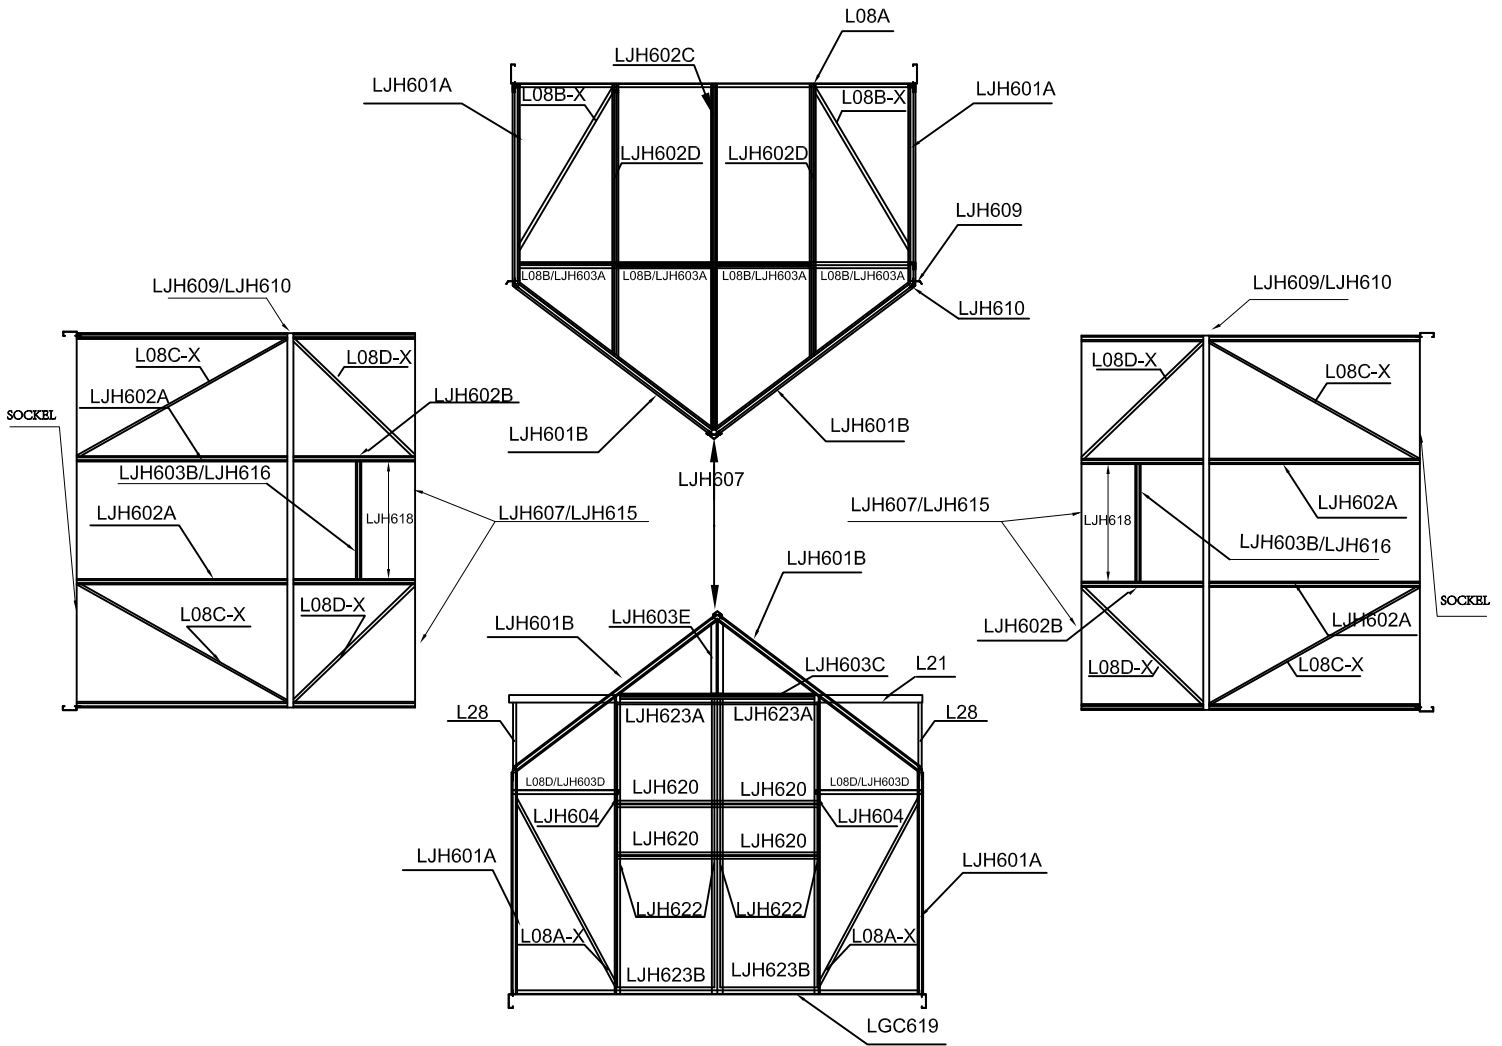 L08A
LJH602C
LJH601A
L08B-X
L08B-X
LJH601A
LJH602D
LJH602D
LJH609
L08B/LJH603A
L08B/LJH603A
L08B/LJH603A
L08B/LJH603A
LJH610
LJH601B
LJH601B
LJH607
LJH609/LJH610
L08C-X
L08D-X
LJH602A
LJH602B
SOCKEL
LJH603B/LJH616
LJH602A
LJH618
LJH607/LJH615
L08C-X
L08D-X
LJH609/LJH610
L08D-X
L08C-X
LJH607/LJH615
LJH618
LJH602A
LJH603B/LJH616
SOCKEL
LJH602B
LJH602A
L08D-X
L08C-X
LJH601B
LJH601B
LJH603E
LJH603C
L21
L28
LJH623A
LJH623A
L28
L08D/LJH603D
LJH620
LJH620
L08D/LJH603D
LJH604
LJH604
LJH620
LJH620
LJH601A
LJH601A
LJH622
LJH622
L08A-X
L08A-X
LJH623B
LJH623B
LGC619